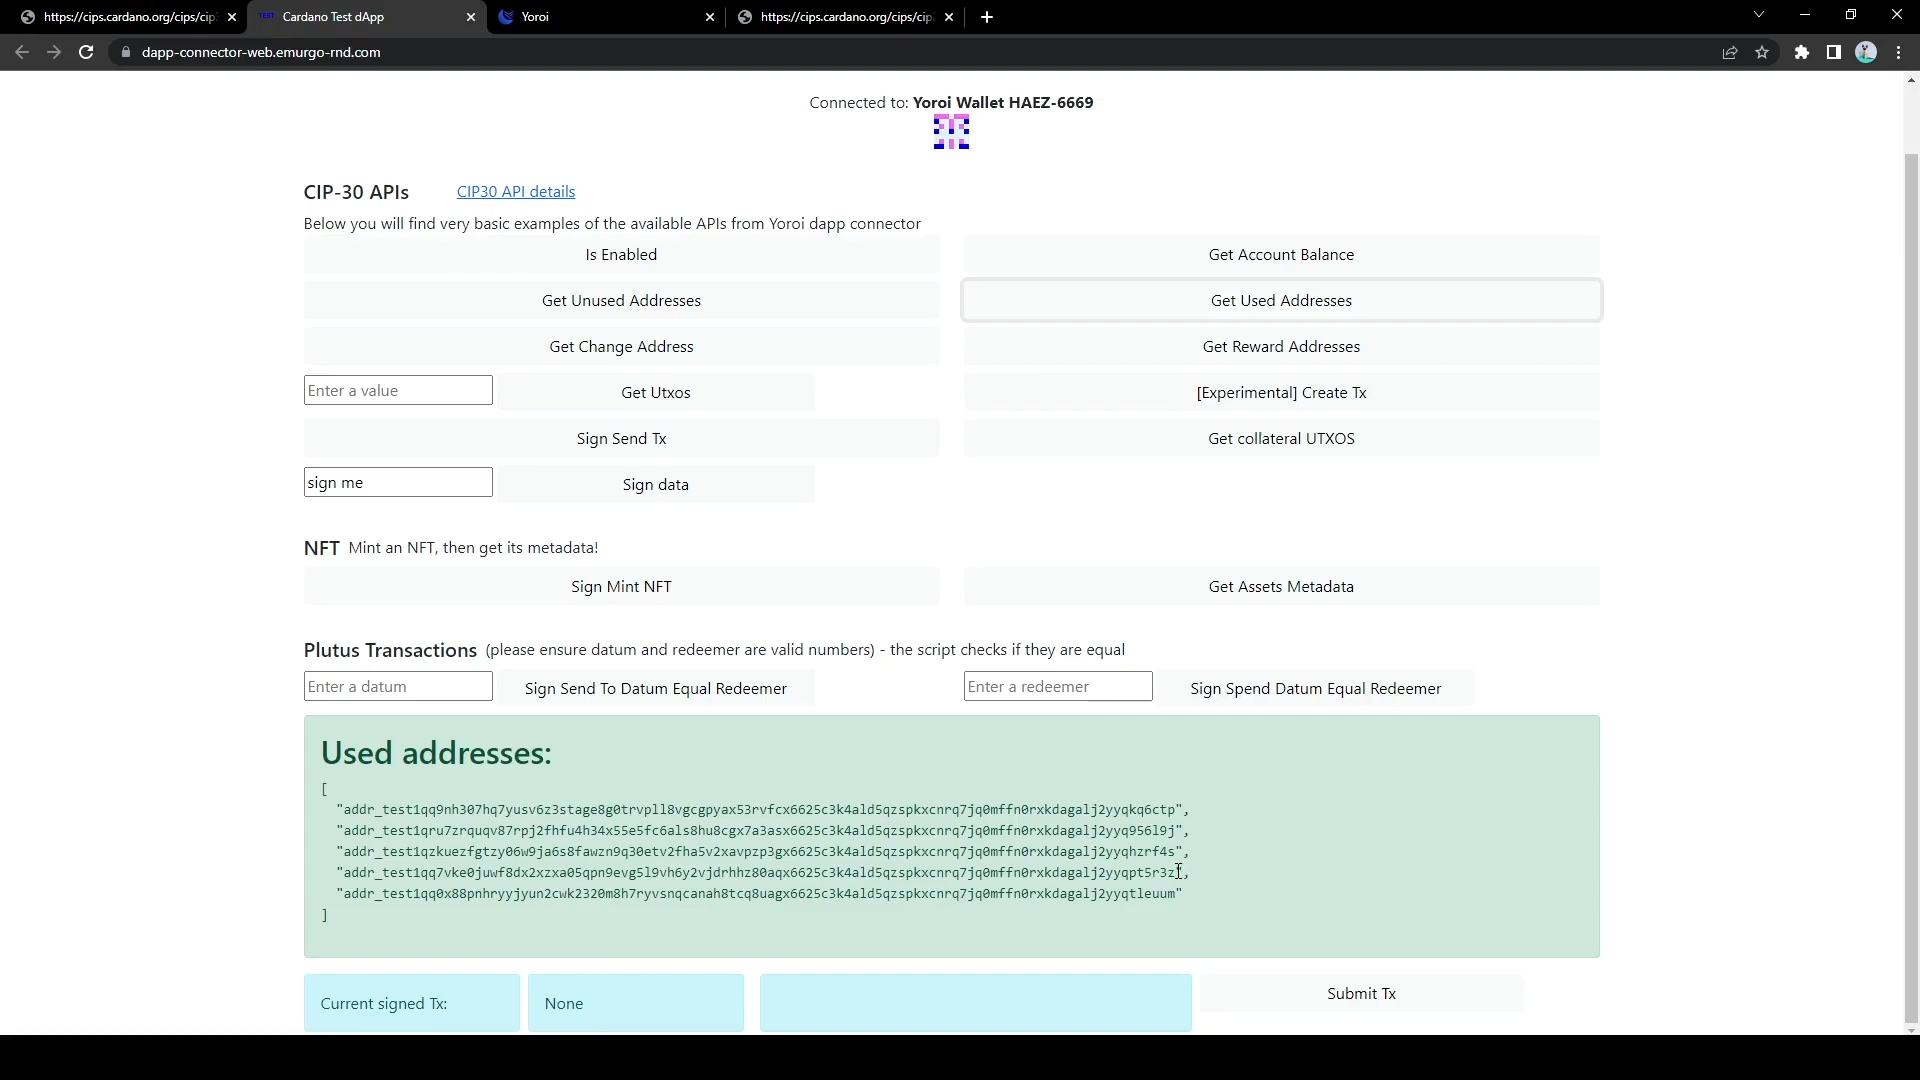 https://cips.cardano.org/cips/cip3
TEST Cardano Test dApp
Yoroi
https://cips.cardano.org/cips/cip
dapp-connector-web.emurgo-rnd.com
Connected to: Yoroi Wallet HAEZ-6669
CIP-30 APIs CIP30 API details
Below you will find very basic examples of the available APIs from Yoroi dapp connector
Is Enabled Get Account Balance
Get Unused Addresses Get Used Addresses
Get Change Address Get Reward Addresses
Enter a value Get Utxos [Experimental] Create Tx
Sign Send Tx Get collateral UTXOS
sign me Sign data
NFT Mint an NFT, then get its metadata!
Sign Mint NFT Get Assets Metadata
Plutus Transactions (please ensure datum and redeemer are valid numbers) - the script checks if they are equal
Enter a datum Sign Send To Datum Equal Redeemer Enter a redeemer Sign Spend Datum Equal Redeemer
Used addresses:
[
"addr_test1qq9nh307hq7yusv6z3stage8g0trvpll8vgcgpyax53rvfcx6625c3k4ald5qzspkxcnrq7jq0mffn0rxkdagalj2yyqkq6ctp",
"addr_test1qru7zrquqv87rpj2fhfu4h34x55e5fc6als8hu8cgx7a3asx6625c3k4ald5qzspkxcnrq7jq0mffn0rxkdagalj2yyq956l9j",
"addr_test1qzkuezfgtzy06w9ja6s8fawzn9q30etv2fha5v2xavpzp3gx6625c3k4ald5qzspkxcnrq7jq0mffn0rxkdagalj2yyqhzrf4s",
"addr_test1qq7vke0juwf8dx2xzxa05qpn9evg5l9vh6y2vjdrhhz80aqx6625c3k4ald5qzspkxcnrq7jq0mffn0rxkdagalj2yyqpt5r3z",
"addr_test1qq0x88pnhryyjyun2cwk2320m8h7ryvsnqcanah8tcq8uagx6625c3k4ald5qzspkxcnrq7jq0mffn0rxkdagalj2yyqtleuum"
]
Current signed Tx: None Submit Tx